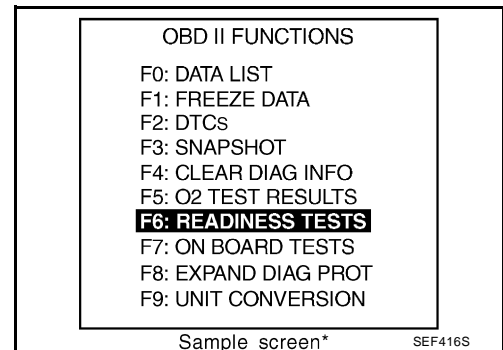 OBD II FUNCTIONS
F0: DATA LIST
F1: FREEZE DATA
F2: DTCs
F3: SNAPSHOT
F4: CLEAR DIAG INFO
F5: O2 TEST RESULTS
F6: READINESS TESTS
F7: ON BOARD TESTS
F8: EXPAND DIAG PROT
F9: UNIT CONVERSION
Sample screen* SEF416S